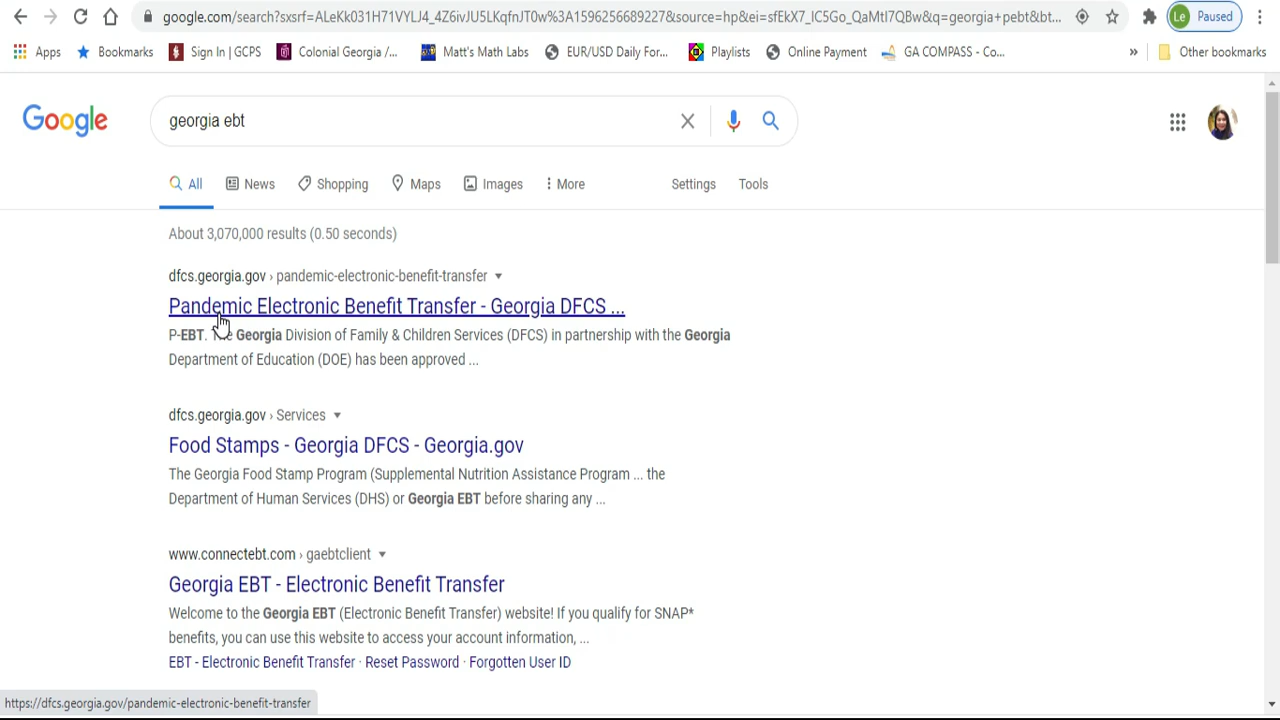 google.com/search?sxsrf=ALeKk031H71VYLJ4_4Z6ivJU5LKqfnJT0w%3A1596256689227&source=hp&ei=sfEkX7_IC5Go_QaMtI7QBw&q=georgia+pebt&bt...
Le Paused
Apps Bookmarks Sign In | GCPS Colonial Georgia /... Matt's Math Labs EUR/USD Daily For... Playlists Online Payment GA COMPASS - Co... » Other bookmarks
Google georgia ebt
All News Shopping Maps Images More Settings Tools
About 3,070,000 results (0.50 seconds)
dfcs.georgia.gov › pandemic-electronic-benefit-transfer
Pandemic Electronic Benefit Transfer - Georgia DFCS ...
P-EBT. The Georgia Division of Family & Children Services (DFCS) in partnership with the Georgia
Department of Education (DOE) has been approved ...
dfcs.georgia.gov › Services
Food Stamps - Georgia DFCS - Georgia.gov
The Georgia Food Stamp Program (Supplemental Nutrition Assistance Program ... the
Department of Human Services (DHS) or Georgia EBT before sharing any ...
www.connectebt.com › gaebtclient
Georgia EBT - Electronic Benefit Transfer
Welcome to the Georgia EBT (Electronic Benefit Transfer) website! If you qualify for SNAP*
benefits, you can use this website to access your account information, ...
EBT - Electronic Benefit Transfer · Reset Password · Forgotten User ID
https://dfcs.georgia.gov/pandemic-electronic-benefit-transfer